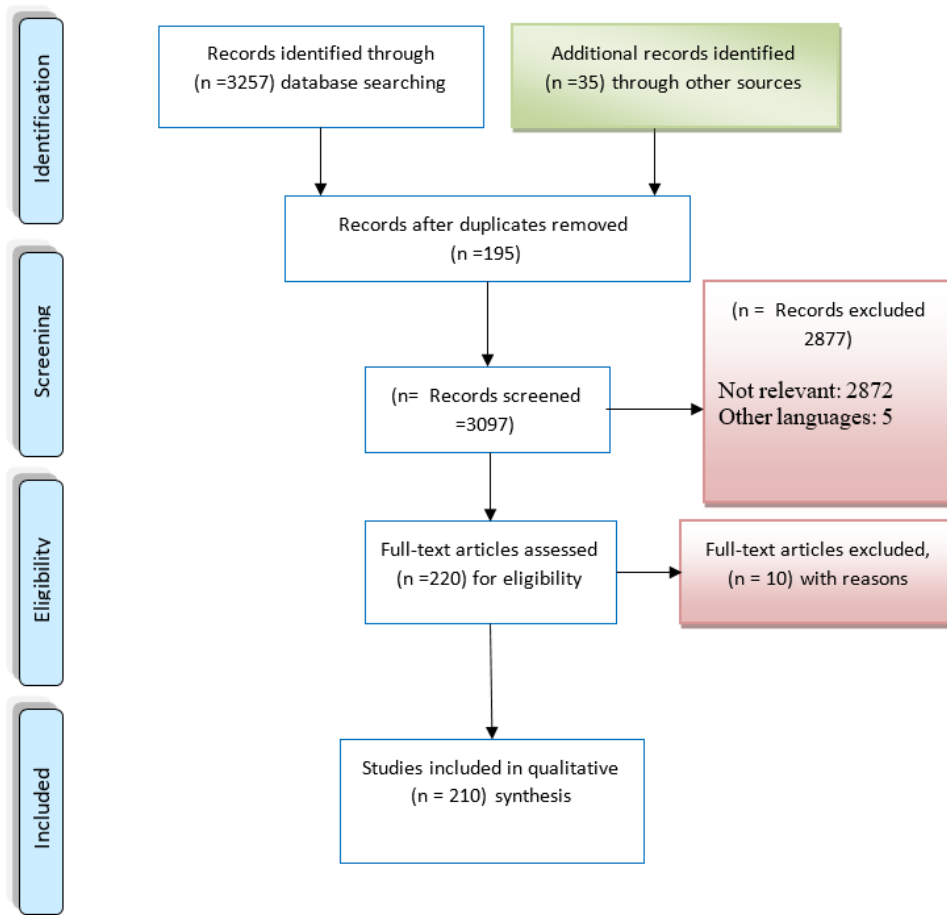 Identification
Records identified through
(n =3257) database searching
Additional records identified
(n =35) through other sources
Records after duplicates removed
(n =195)
Screening
(n= Records screened
=3097)
(n = Records excluded
2877)
Not relevant: 2872
Other languages: 5
Eligibility
Full-text articles assessed
(n =220) for eligibility
Full-text articles excluded,
(n = 10) with reasons
Included
Studies included in qualitative
(n = 210) synthesis